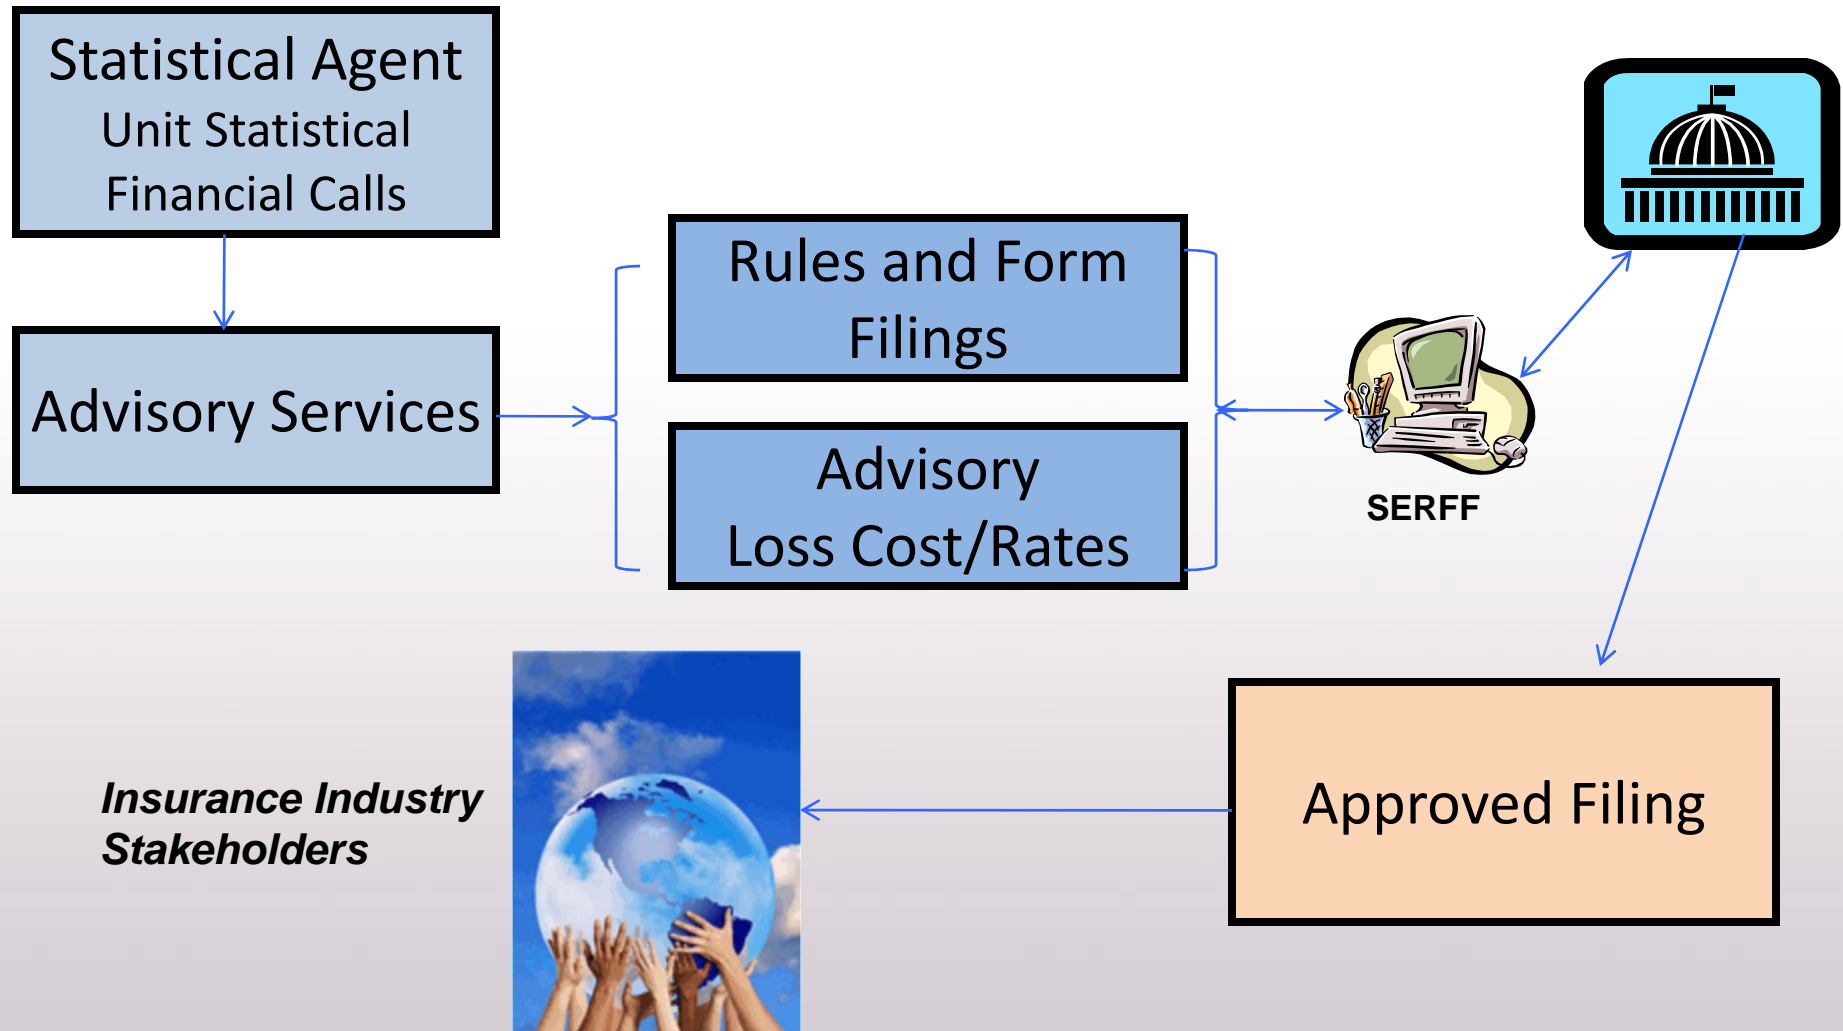 Statistical Agent
Unit Statistical
Financial Calls
Advisory Services
Rules and Form
Filings
Advisory
Loss Cost/Rates
SERFF
Insurance Industry
Stakeholders
Approved Filing